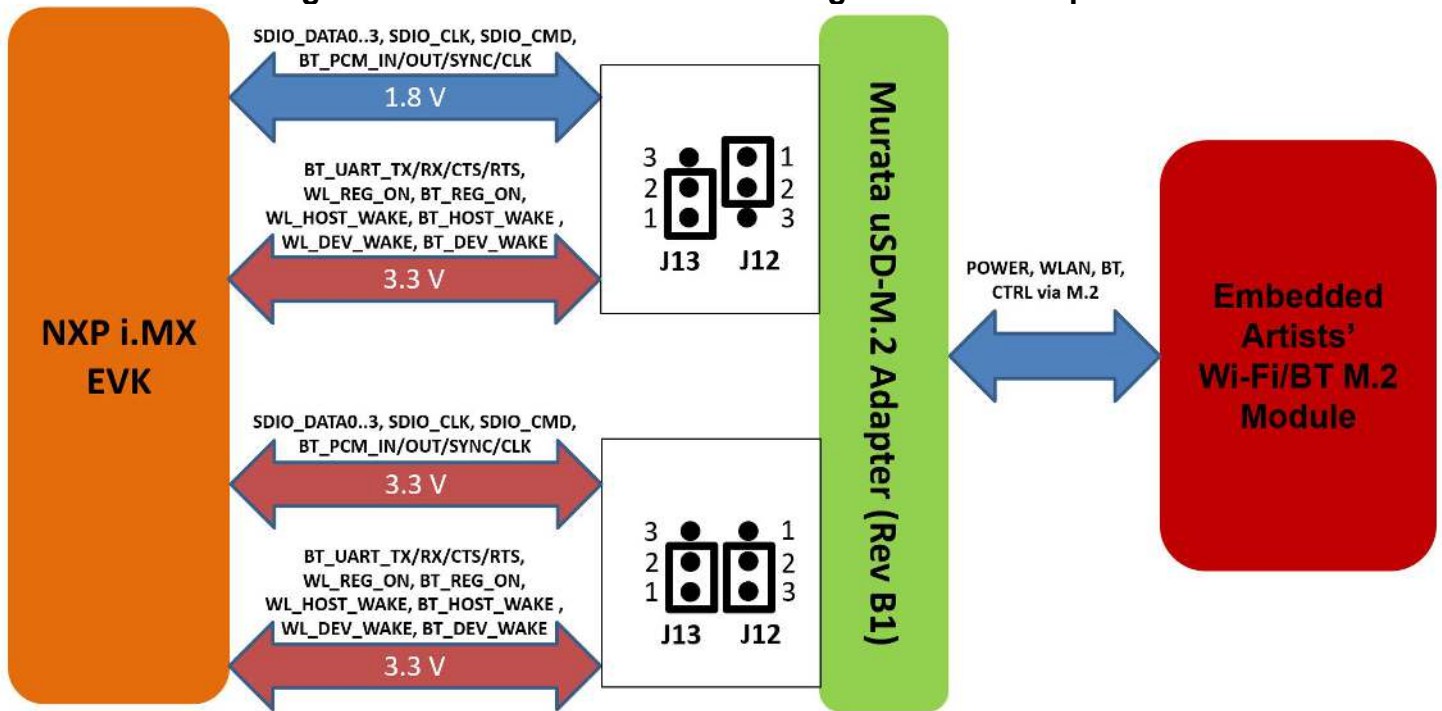 SDIO_DATA0..3, SDIO_CLK, SDIO_CMD,
BT_PCM_IN/OUT/SYNC/CLK
1.8 V
BT_UART_TX/RX/CTS/RTS,
WL_REG_ON, BT_REG_ON,
WL_HOST_WAKE, BT_HOST_WAKE ,
WL_DEV_WAKE, BT_DEV_WAKE
3.3 V
3 1
2 2
1 3
J13 J12
NXP i.MX
EVK
Murata uSD-M.2 Adapter (Rev B1)
POWER, WLAN, BT,
CTRL via M.2
Embedded
Artists’
Wi-Fi/BT M.2
Module
SDIO_DATA0..3, SDIO_CLK, SDIO_CMD,
BT_PCM_IN/OUT/SYNC/CLK
3.3 V
BT_UART_TX/RX/CTS/RTS,
WL_REG_ON, BT_REG_ON,
WL_HOST_WAKE, BT_HOST_WAKE ,
WL_DEV_WAKE, BT_DEV_WAKE
3.3 V
3 1
2 2
1 3
J13 J12